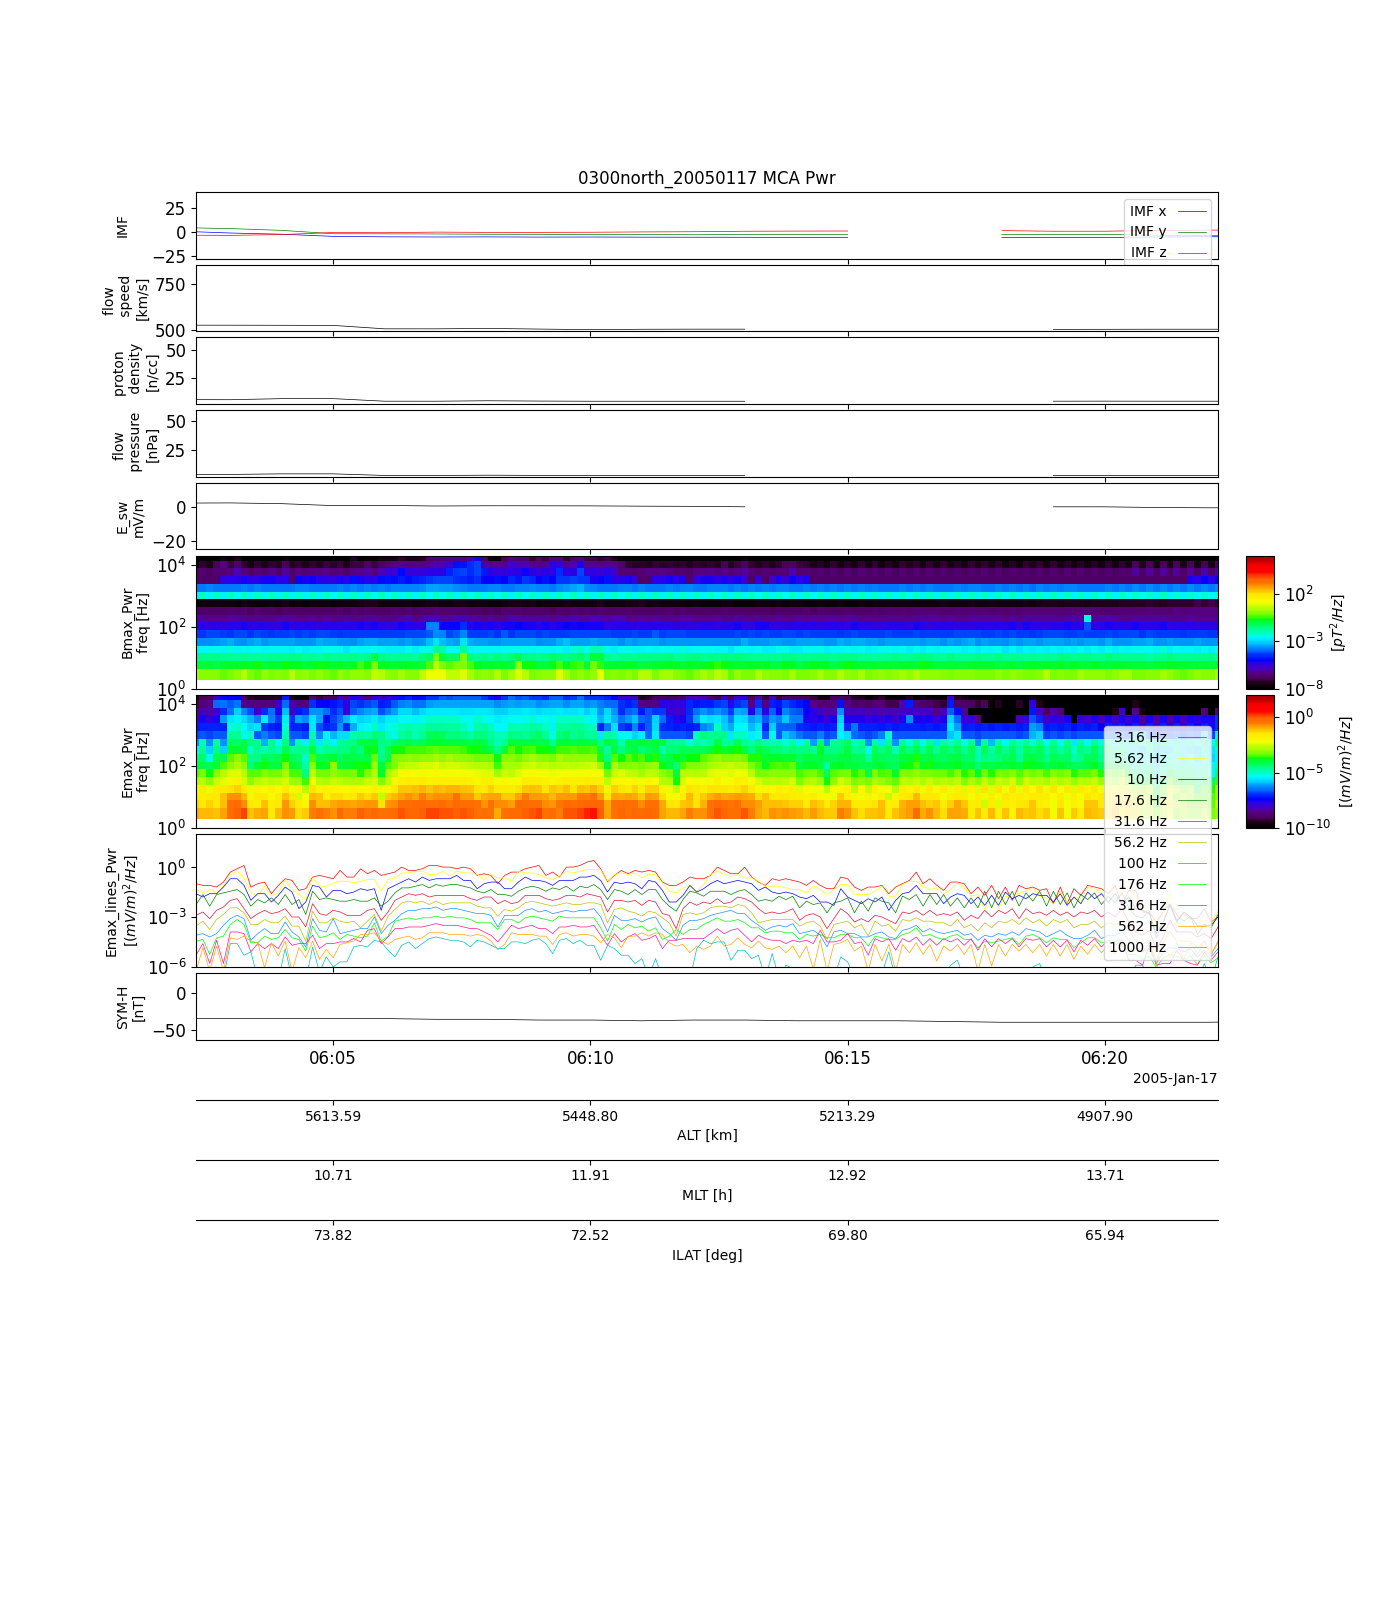 0300north_20050117 MCA Pwr
IMF
25
0
−25
IMF x
IMF y
IMF z
flow
speed
[km/s]
750
500
proton
density
[n/cc]
50
25
flow
pressure
[nPa]
50
25
E_sw
mV/m
0
−20
Bmax_Pwr
freq [Hz]
10^4
10^2
10^0
10^2
10^−3
10^−8
[pT^2/Hz]
Emax_Pwr
freq [Hz]
10^4
10^2
10^0
10^0
10^−5
10^−10
[(mV/m)^2/Hz]
3.16 Hz
5.62 Hz
10 Hz
17.6 Hz
31.6 Hz
56.2 Hz
100 Hz
176 Hz
316 Hz
562 Hz
1000 Hz
Emax_lines_Pwr
[(mV/m)^2/Hz]
10^0
10^−3
10^−6
SYM-H
[nT]
0
−50
06:05 06:10 06:15 06:20
2005-Jan-17
5613.59 5448.80 5213.29 4907.90
ALT [km]
10.71 11.91 12.92 13.71
MLT [h]
73.82 72.52 69.80 65.94
ILAT [deg]